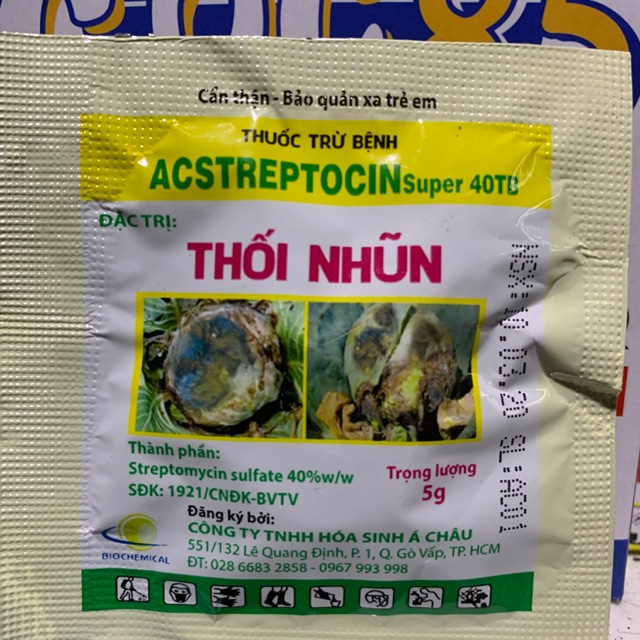 Cẩn thận - Bảo quản xa trẻ em
THUỐC TRỪ BỆNH
ACSTREPTOCIN Super 40TB
ĐẶC TRỊ:
THỐI NHŨN
Thành phần:
Streptomycin sulfate 40%w/w
SĐK: 1921/CNĐK-BVTV
Trọng lượng
5g
Đăng ký bởi:
CÔNG TY TNHH HÓA SINH Á CHÂU
551/132 Lê Quang Định, P. 1, Q. Gò Vấp, TP. HCM
ĐT: 028 6683 2858 - 0967 993 998
BIOCHEMICAL
NSX:10.03.20 SL:A001